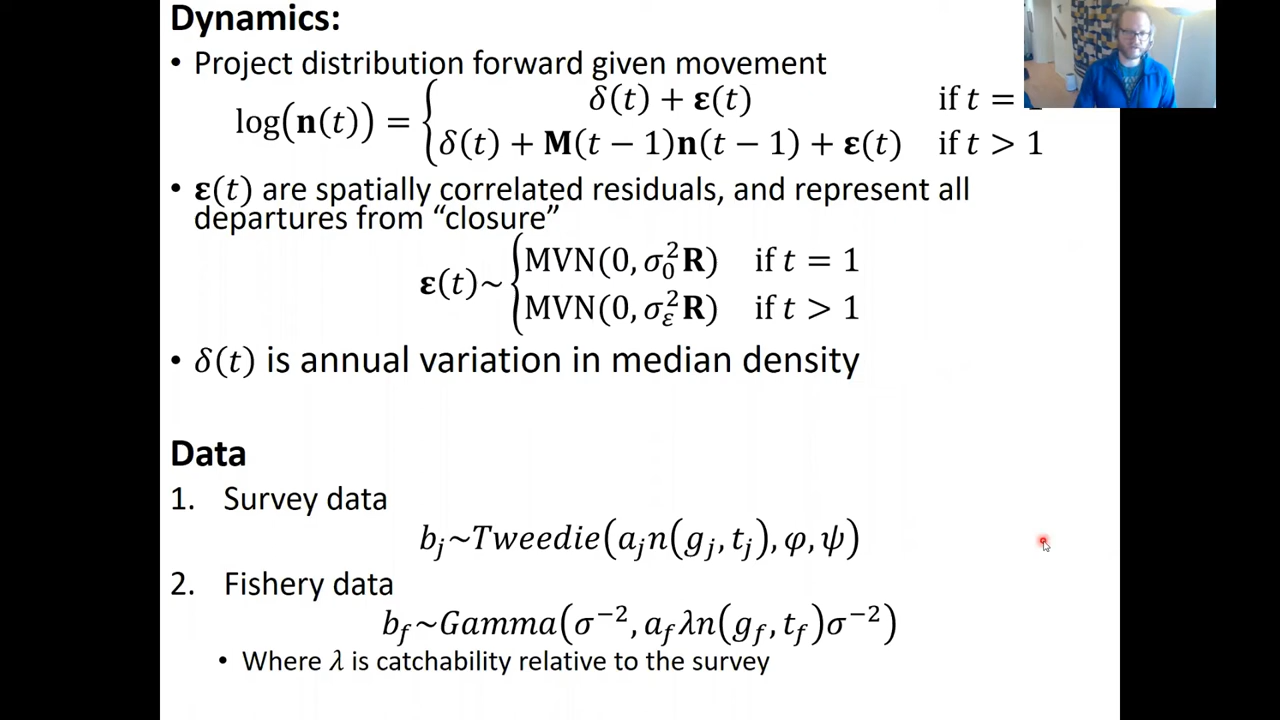 Dynamics:
• Project distribution forward given movement
log(𝐧(t)) = { δ(t) + 𝛆(t) if t =
δ(t) + 𝐌(t − 1)𝐧(t − 1) + 𝛆(t) if t > 1
• 𝛆(t) are spatially correlated residuals, and represent all
departures from “closure”
𝛆(t)~ { MVN(0, σ₀²𝐑) if t = 1
MVN(0, σ_ε²𝐑) if t > 1
• δ(t) is annual variation in median density
Data
1. Survey data
b_j~Tweedie(a_j n(g_j, t_j), φ, ψ)
2. Fishery data
b_f~Gamma(σ⁻², a_f λn(g_f, t_f)σ⁻²)
• Where λ is catchability relative to the survey